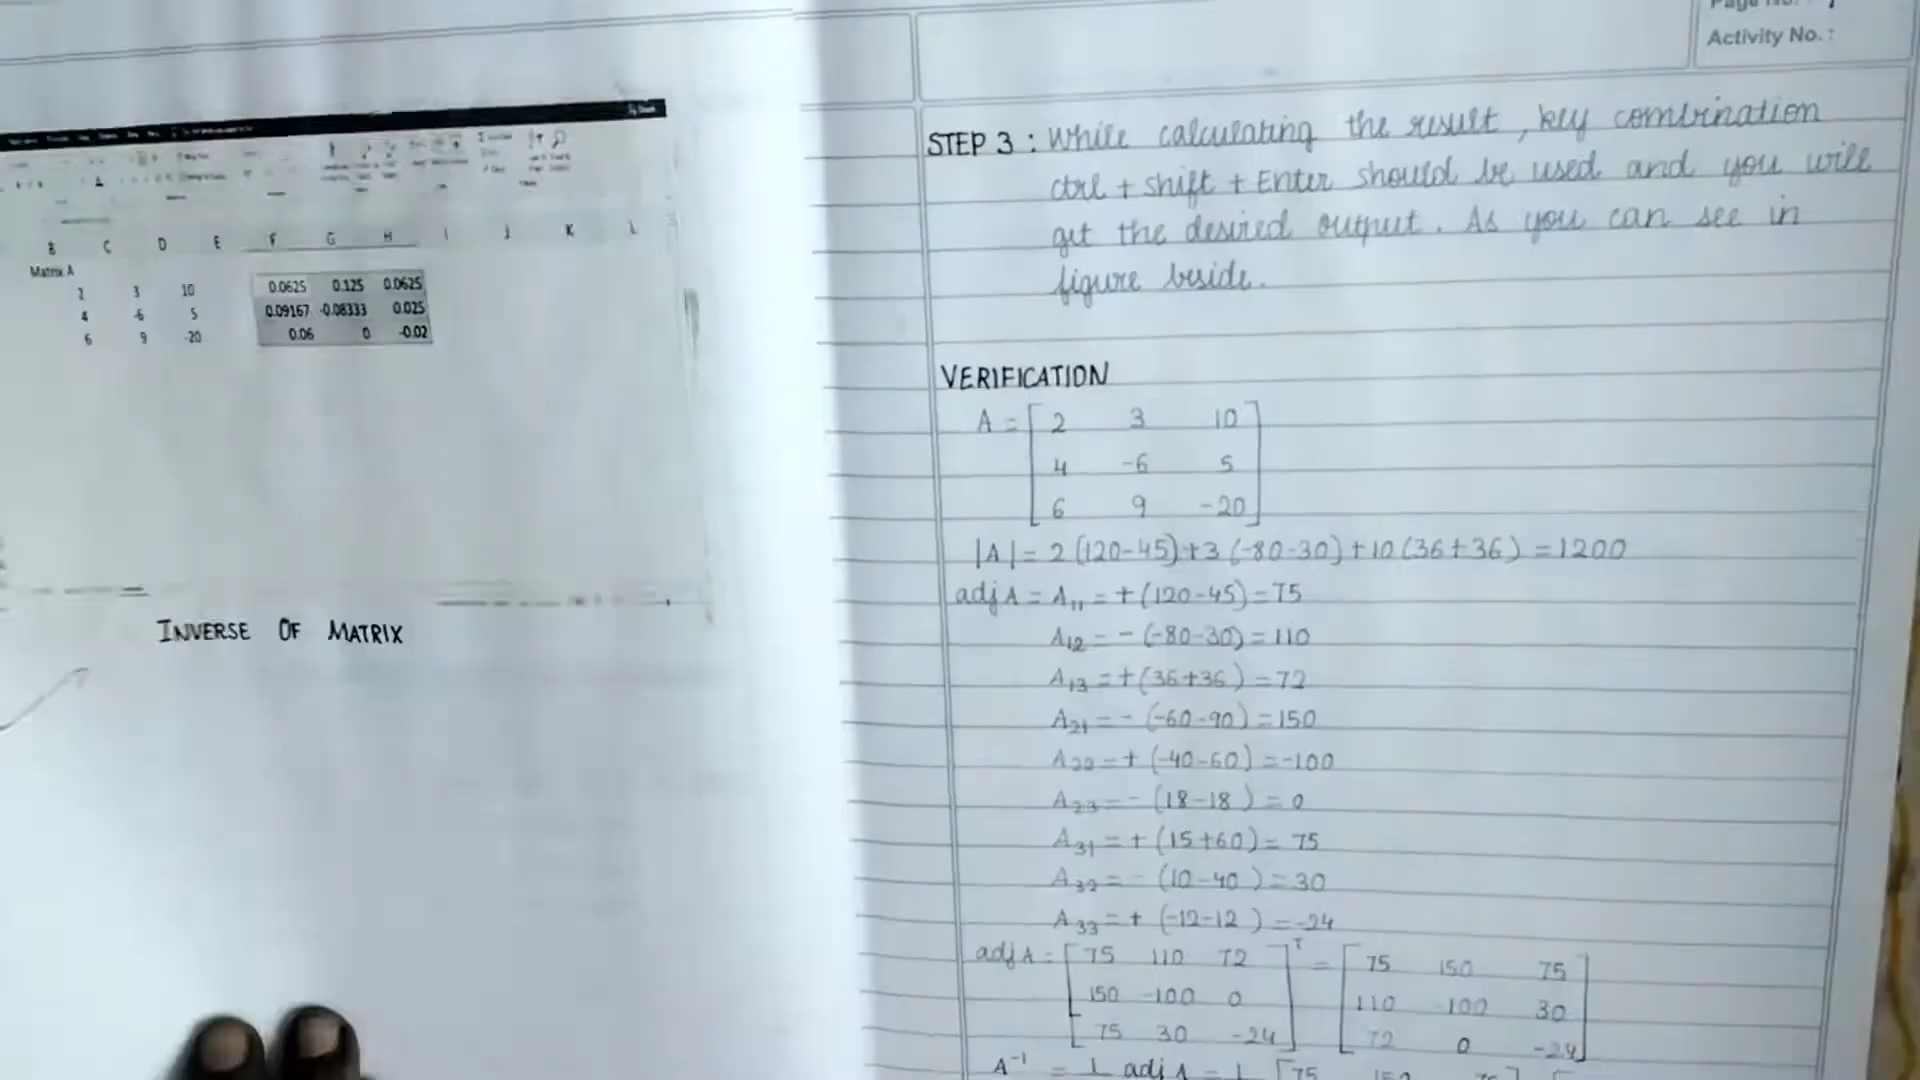 B C D E F G H I J K L
Matrix A
2 3 10 0.0625 0.125 0.0625
4 -6 5 0.09167 -0.08333 0.025
6 9 -20 0.06 0 -0.02
INVERSE OF MATRIX
Activity No. :
STEP 3 : While calculating the result , key combination
ctrl + shift + Enter should be used and you will
get the desired output . As you can see in
figure beside.
VERIFICATION
A = [ 2 3 10
4 -6 5
6 9 -20 ]
|A| = 2 (120-45)+3 (-80-30) + 10 (36+36) = 1200
adj A = A11 = +(120-45) = 75
A12 = - (-80-30) = 110
A13 = +(36+36) = 72
A21 = - (-60-90) = 150
A22 = + (-40-60) = -100
A23 = - (18-18) = 0
A31 = + (15+60) = 75
A32 = - (10-40) = 30
A33 = + (-12-12) = -24
adj A = [ 75 110 72 ]T = [ 75 150 75
150 -100 0 110 -100 30
75 30 -24 72 0 -24 ]
A-1 = 1 adj A = 1 [ 75 150 75 ]